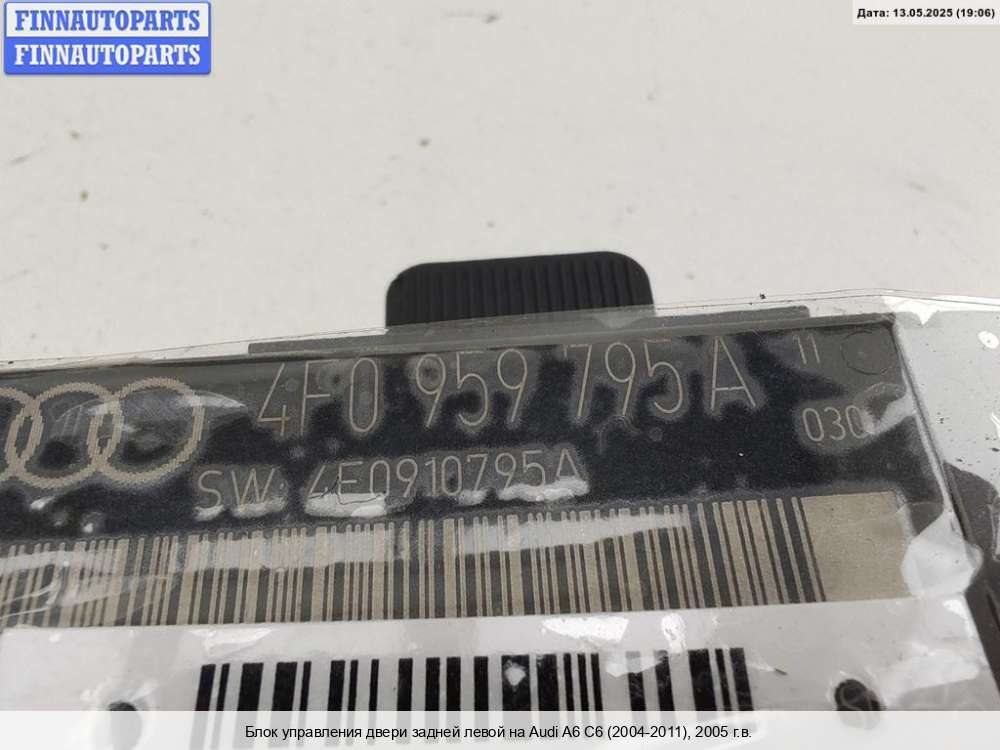 FINNAUTOPARTS
FINNAUTOPARTS
Дата: 13.05.2025 (19:06)
4F0 959 795 A
11
030
SW: 4E0910795A
Блок управления двери задней левой на Audi A6 C6 (2004-2011), 2005 г.в.